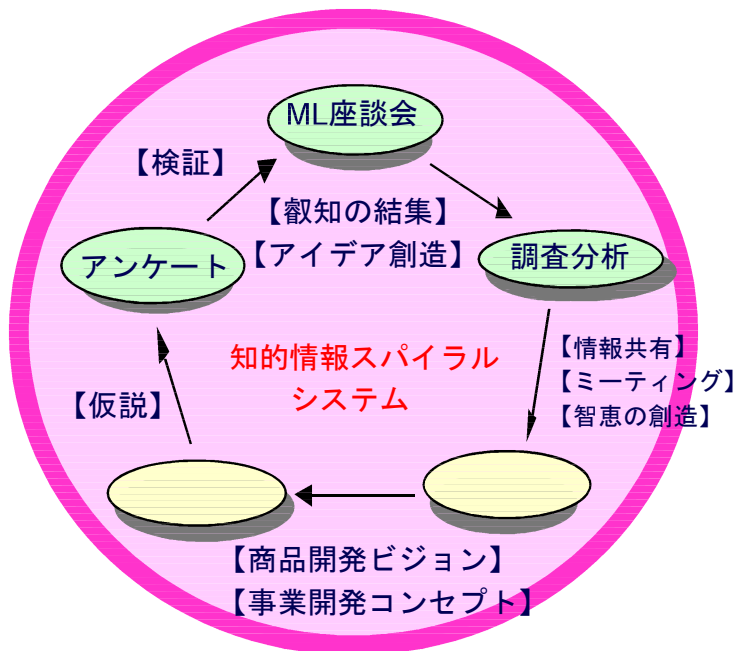 ML座談会
【検証】
【叡知の結集】
【アイデア創造】
アンケート
調査分析
知的情報スパイラル
システム
【情報共有】
【ミーティング】
【智恵の創造】
【仮説】
【商品開発ビジョン】
【事業開発コンセプト】